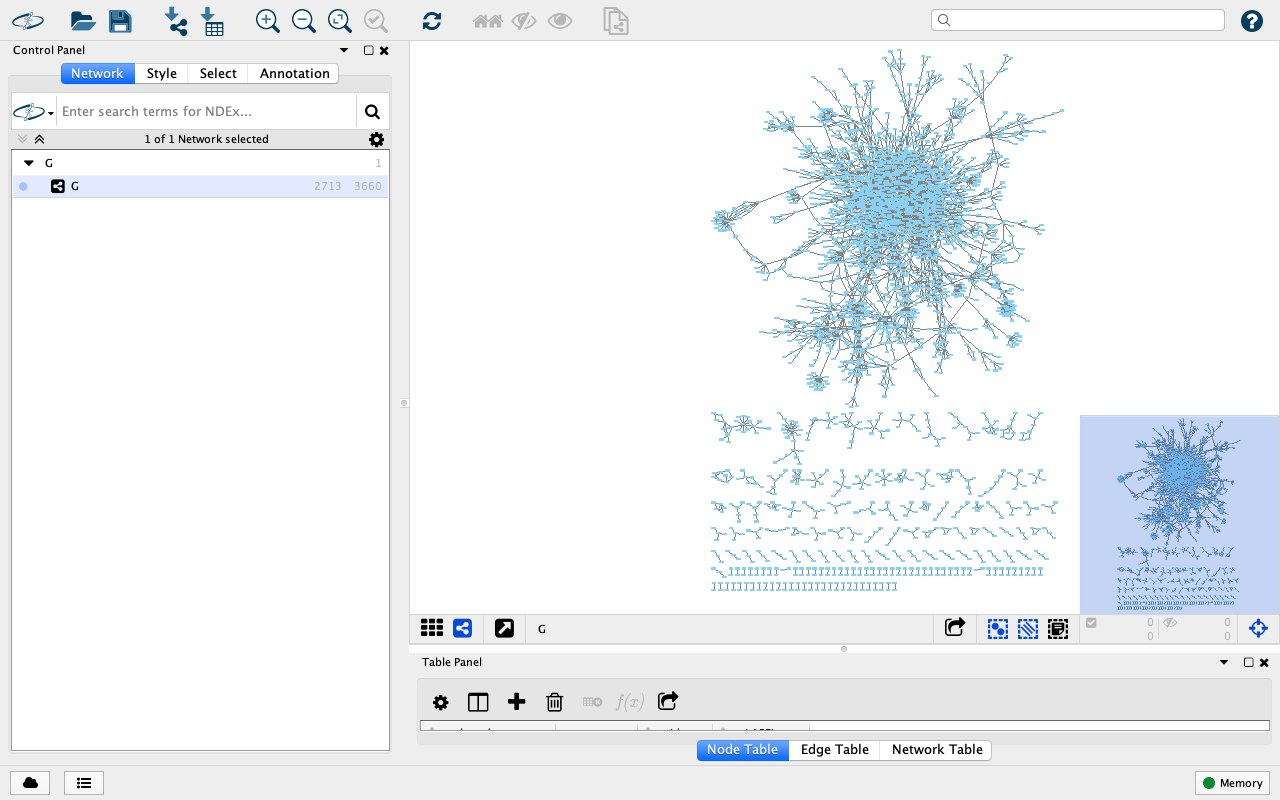 Control Panel
Network Style Select Annotation
Enter search terms for NDEx...
1 of 1 Network selected
G 1
G 2713 3660
G
0 0
0 0
Table Panel
f(x)
Node Table Edge Table Network Table
Memory